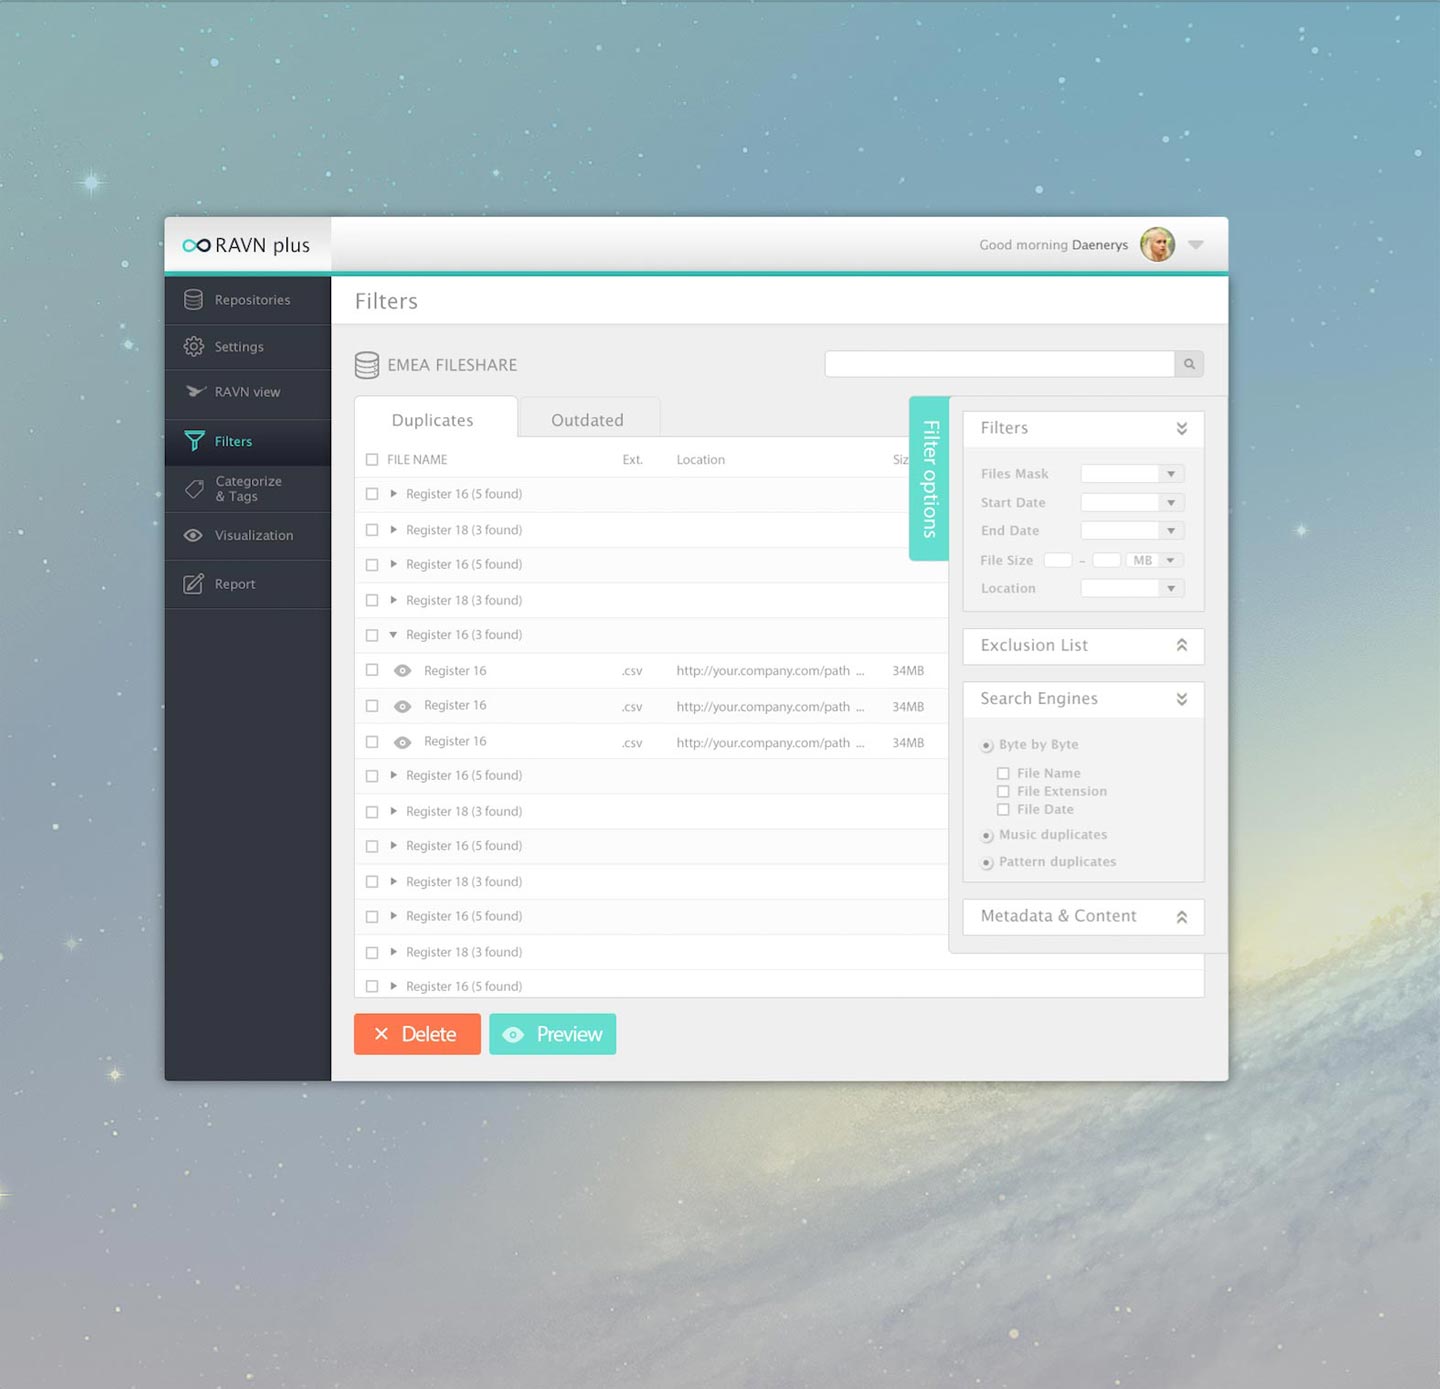 RAVN plus
Good morning Daenerys
Repositories
Settings
RAVN view
Filters
Categorize
& Tags
Visualization
Report
Filters
EMEA FILESHARE
Duplicates
Outdated
FILE NAME Ext. Location
Register 16 (5 found)
Register 18 (3 found)
Register 16 (5 found)
Register 18 (3 found)
Register 16 (3 found)
Register 16 .csv http://your.company.com/path ... 34MB
Register 16 .csv http://your.company.com/path ... 34MB
Register 16 .csv http://your.company.com/path ... 34MB
Register 16 (5 found)
Register 18 (3 found)
Register 16 (5 found)
Register 18 (3 found)
Register 16 (5 found)
Register 18 (3 found)
Register 16 (5 found)
Delete
Preview
Filter options
Filters
Files Mask
Start Date
End Date
File Size - MB
Location
Exclusion List
Search Engines
Byte by Byte
File Name
File Extension
File Date
Music duplicates
Pattern duplicates
Metadata & Content